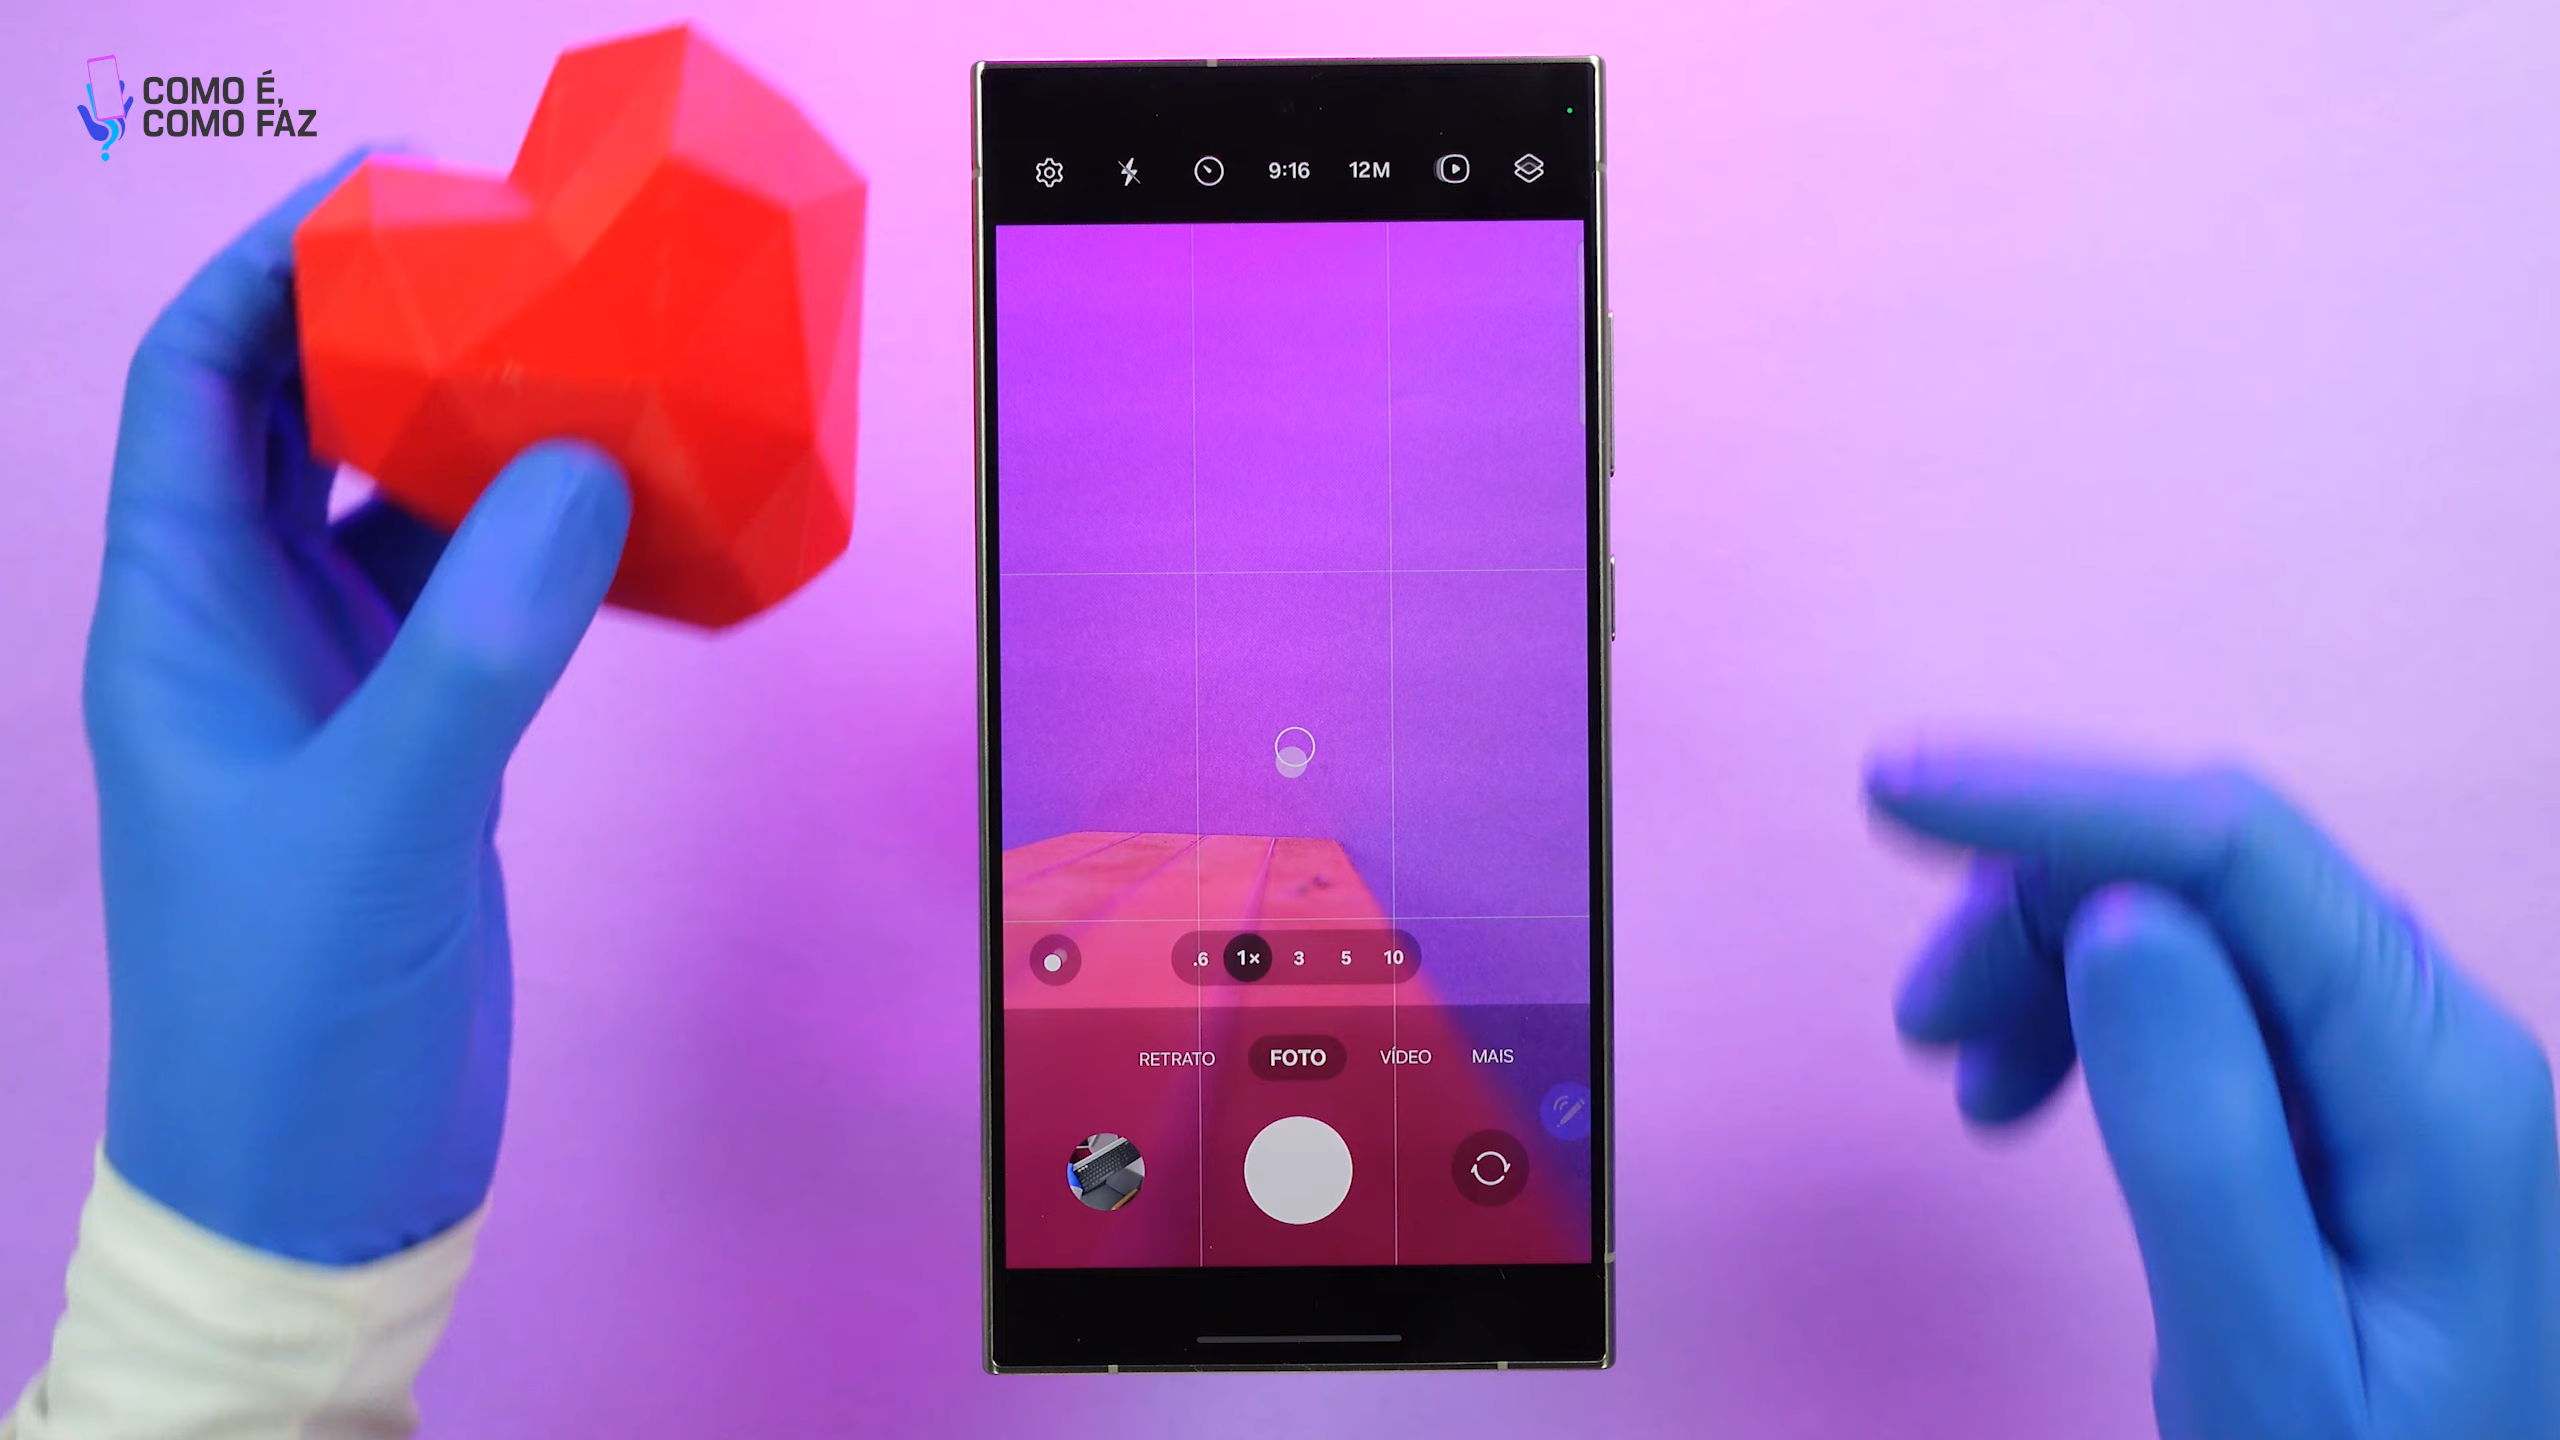 COMO É,
COMO FAZ
9:16
12M
.6 1× 3 5 10
RETRATO FOTO VÍDEO MAIS